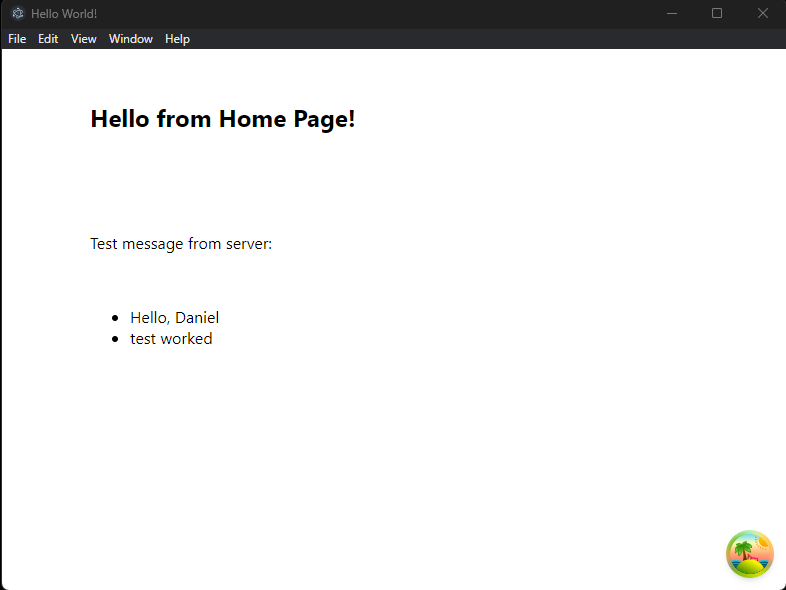 Hello World!
File Edit View Window Help
Hello from Home Page!
Test message from server:
Hello, Daniel
test worked